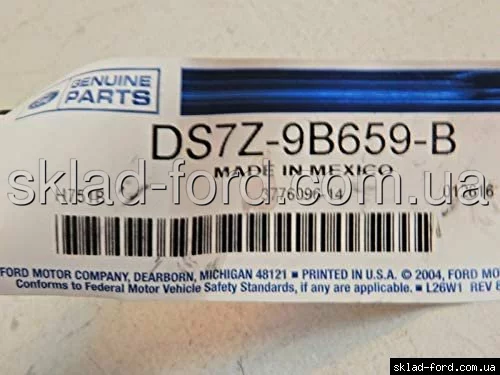 GENUINE
PARTS
DS7Z-9B659-B
MADE IN MEXICO
sklad-ford.com.ua
FORD MOTOR COMPANY, DEARBORN, MICHIGAN 48121 ■ PRINTED IN U.S.A. © 2004, FORD MOTO
Conforms to Federal Motor Vehicle Safety Standards, if any are applicable. ■ L26W1 REV 8
sklad-ford.com.ua